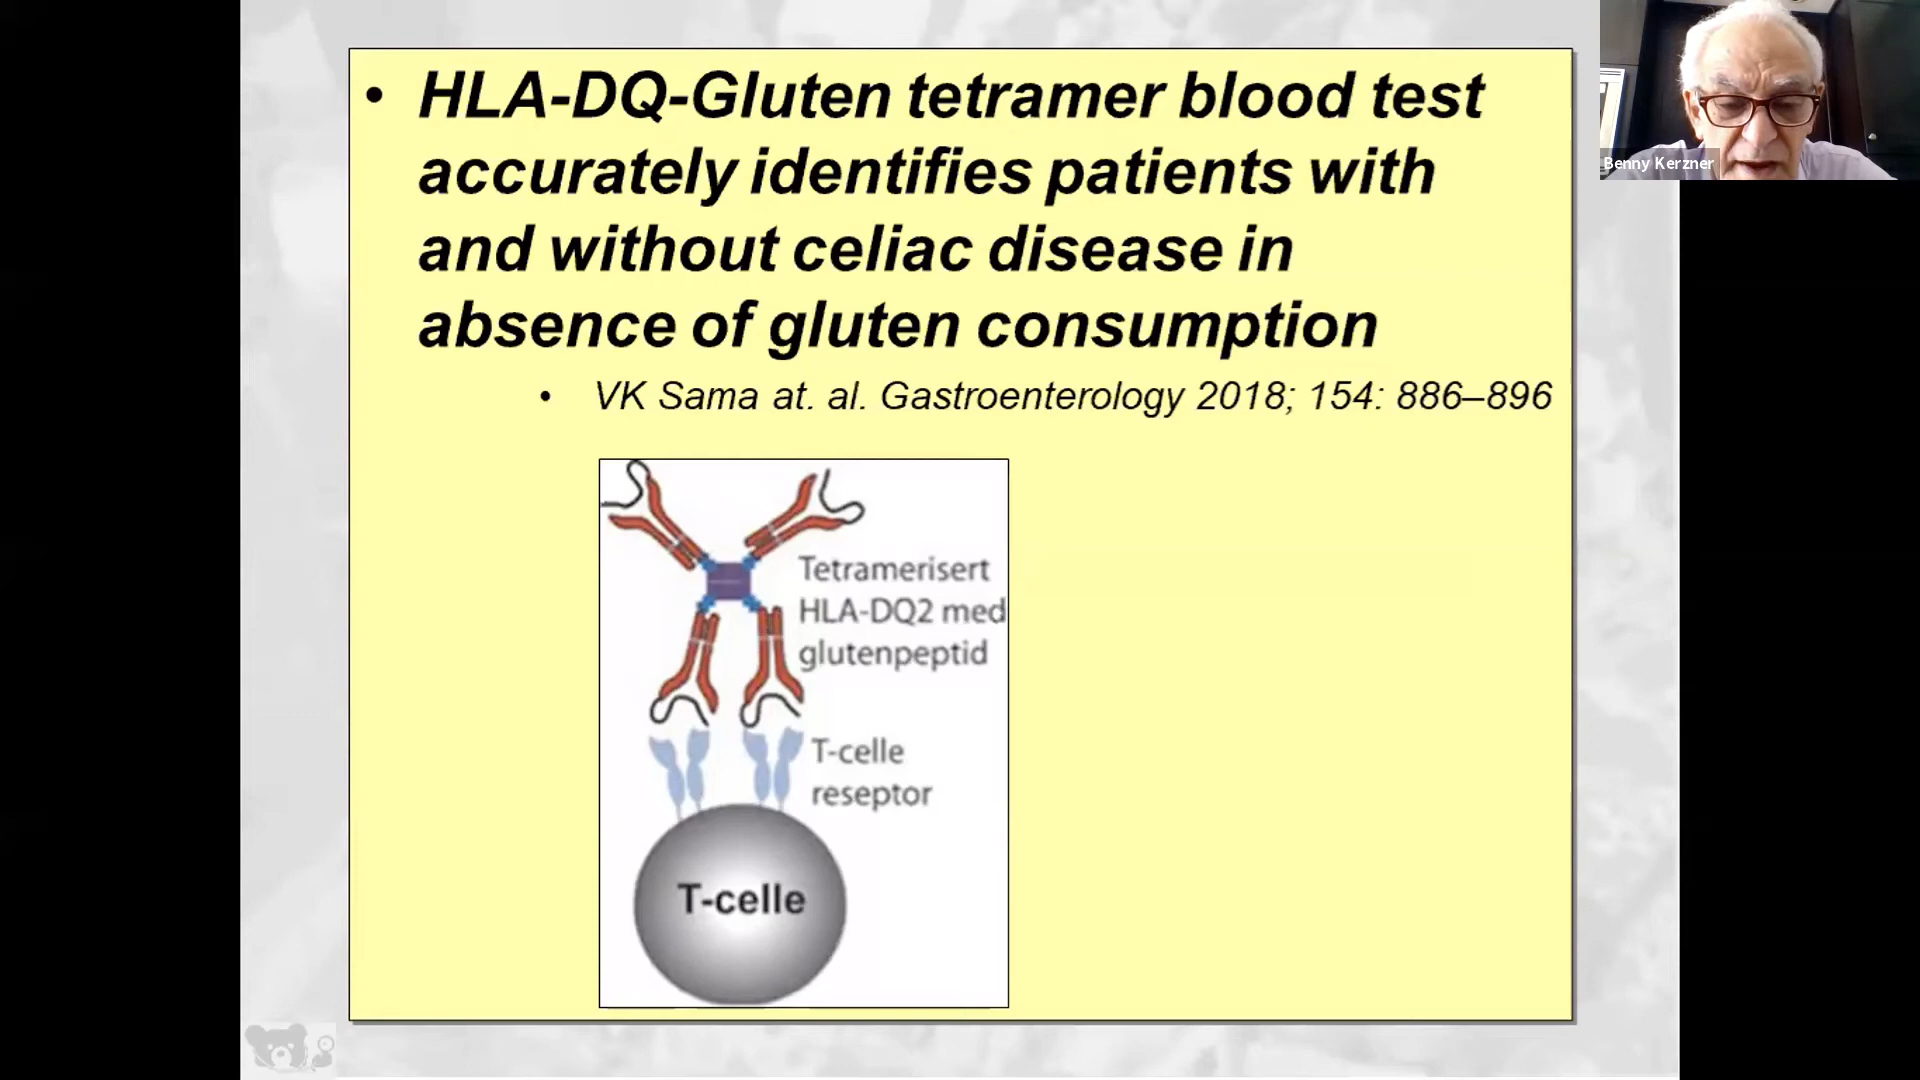 • HLA-DQ-Gluten tetramer blood test
accurately identifies patients with
and without celiac disease in
absence of gluten consumption
• VK Sama at. al. Gastroenterology 2018; 154: 886–896
Tetramerisert
HLA-DQ2 med
glutenpeptid
T-celle
reseptor
T-celle
Benny Kerzner